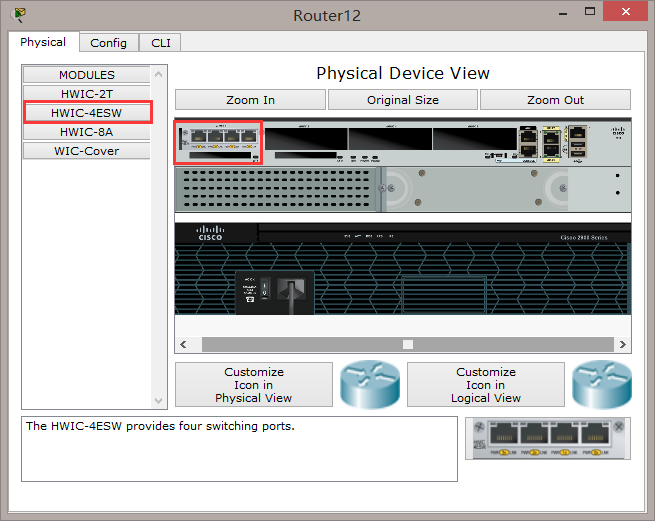 Router12
Physical
Config
CLI
MODULES
HWIC-2T
HWIC-4ESW
HWIC-8A
WIC-Cover
Physical Device View
Zoom In
Original Size
Zoom Out
CISCO
Cisco 2900 Series
Customize
Icon in
Physical View
Customize
Icon in
Logical View
The HWIC-4ESW provides four switching ports.